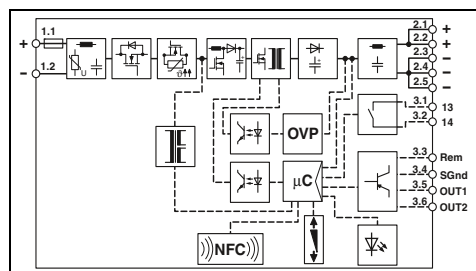 + 1.1
− 1.2
U
ϑ
2.1 +
2.2 +
2.3 −
2.4 −
2.5 −
3.1 13
3.2 14
OVP
μC
3.3 Rem
3.4 SGnd
3.5 OUT1
3.6 OUT2
NFC